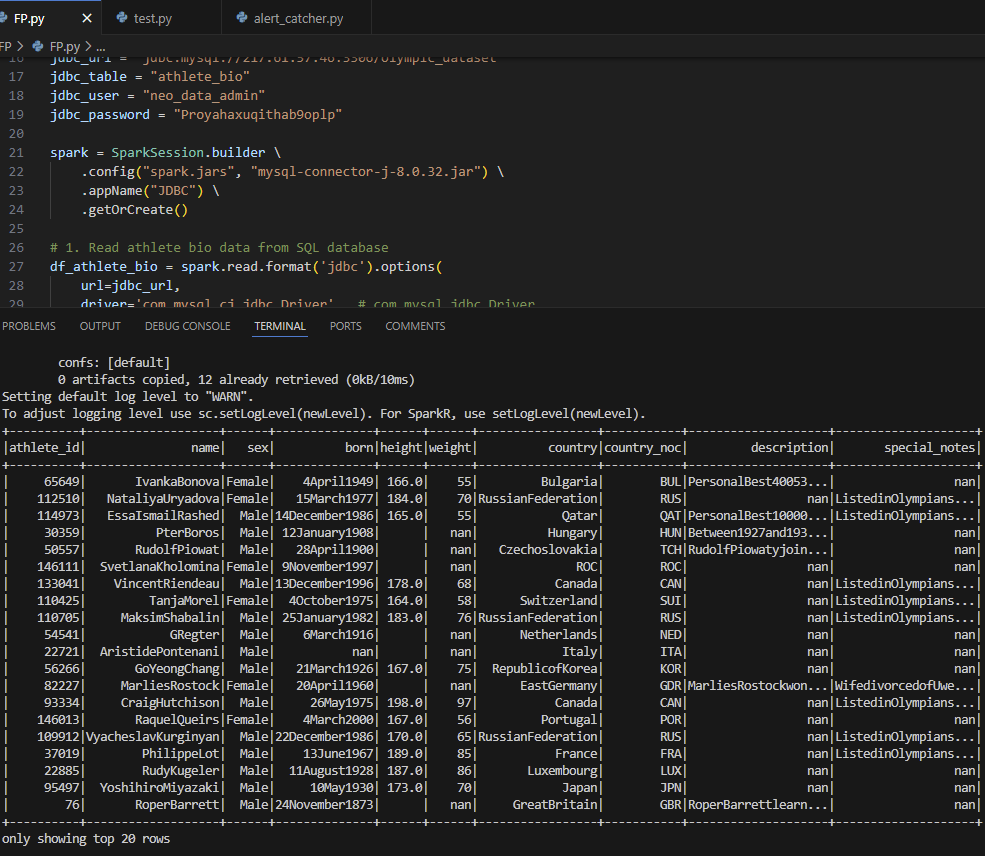 FP.py × test.py alert_catcher.py
FP > FP.py > ...
16 jdbc_url = "jdbc:mysql://217.61.57.46:3306/olympic_dataset"
17 jdbc_table = "athlete_bio"
18 jdbc_user = "neo_data_admin"
19 jdbc_password = "Proyahaxuqithab9oplp"
20
21 spark = SparkSession.builder \
22 .config("spark.jars", "mysql-connector-j-8.0.32.jar") \
23 .appName("JDBC") \
24 .getOrCreate()
25
26 # 1. Read athlete bio data from SQL database
27 df_athlete_bio = spark.read.format('jdbc').options(
28 url=jdbc_url,
29 driver='com.mysql.cj.jdbc.Driver', # com.mysql.jdbc.Driver
PROBLEMS OUTPUT DEBUG CONSOLE TERMINAL PORTS COMMENTS
confs: [default]
0 artifacts copied, 12 already retrieved (0kB/10ms)
Setting default log level to "WARN".
To adjust logging level use sc.setLogLevel(newLevel). For SparkR, use setLogLevel(newLevel).
+----------+-----------------+------+--------------+------+------+-----------------+-----------+--------------------+--------------------+
|athlete_id| name| sex| born|height|weight| country|country_noc| description| special_notes|
+----------+-----------------+------+--------------+------+------+-----------------+-----------+--------------------+--------------------+
| 65649| IvankaBonova|Female| 4April1949| 166.0| 55| Bulgaria| BUL|PersonalBest40053...| nan|
| 112510| NataliyaUryadova|Female| 15March1977| 184.0| 70|RussianFederation| RUS| nan|ListedinOlympians...|
| 114973| EssaIsmailRashed| Male|14December1986| 165.0| 55| Qatar| QAT|PersonalBest10000...|ListedinOlympians...|
| 30359| PterBoros| Male| 12January1908| | nan| Hungary| HUN|Between1927and193...| nan|
| 50557| RudolfPiowat| Male| 28April1900| | nan| Czechoslovakia| TCH|RudolfPiowatyjoin...| nan|
| 146111| SvetlanaKholomina|Female| 9November1997| | nan| ROC| ROC| nan| nan|
| 133041| VincentRiendeau| Male|13December1996| 178.0| 68| Canada| CAN| nan|ListedinOlympians...|
| 110425| TanjaMorel|Female| 4October1975| 164.0| 58| Switzerland| SUI| nan|ListedinOlympians...|
| 110705| MaksimShabalin| Male| 25January1982| 183.0| 76|RussianFederation| RUS| nan|ListedinOlympians...|
| 54541| GRegter| Male| 6March1916| | nan| Netherlands| NED| nan| nan|
| 22721| AristidePontenani| Male| nan| | nan| Italy| ITA| nan| nan|
| 56266| GoYeongChang| Male| 21March1926| 167.0| 75| RepublicofKorea| KOR| nan| nan|
| 82227| MarliesRostock|Female| 20April1960| | nan| EastGermany| GDR|MarliesRostockwon...|WifedivorcedofUwe...|
| 93334| CraigHutchison| Male| 26May1975| 198.0| 97| Canada| CAN| nan|ListedinOlympians...|
| 146013| RaquelQueirs|Female| 4March2000| 167.0| 56| Portugal| POR| nan| nan|
| 109912|VyacheslavKurginyan| Male|22December1986| 170.0| 65|RussianFederation| RUS| nan|ListedinOlympians...|
| 37019| PhilippeLot| Male| 13June1967| 189.0| 85| France| FRA| nan|ListedinOlympians...|
| 22885| RudyKugeler| Male| 11August1928| 187.0| 86| Luxembourg| LUX| nan| nan|
| 95497| YoshihiroMiyazaki| Male| 10May1930| 173.0| 70| Japan| JPN| nan| nan|
| 76| RoperBarrett| Male|24November1873| | nan| GreatBritain| GBR|RoperBarrettlearn...| nan|
+----------+-----------------+------+--------------+------+------+-----------------+-----------+--------------------+--------------------+
only showing top 20 rows